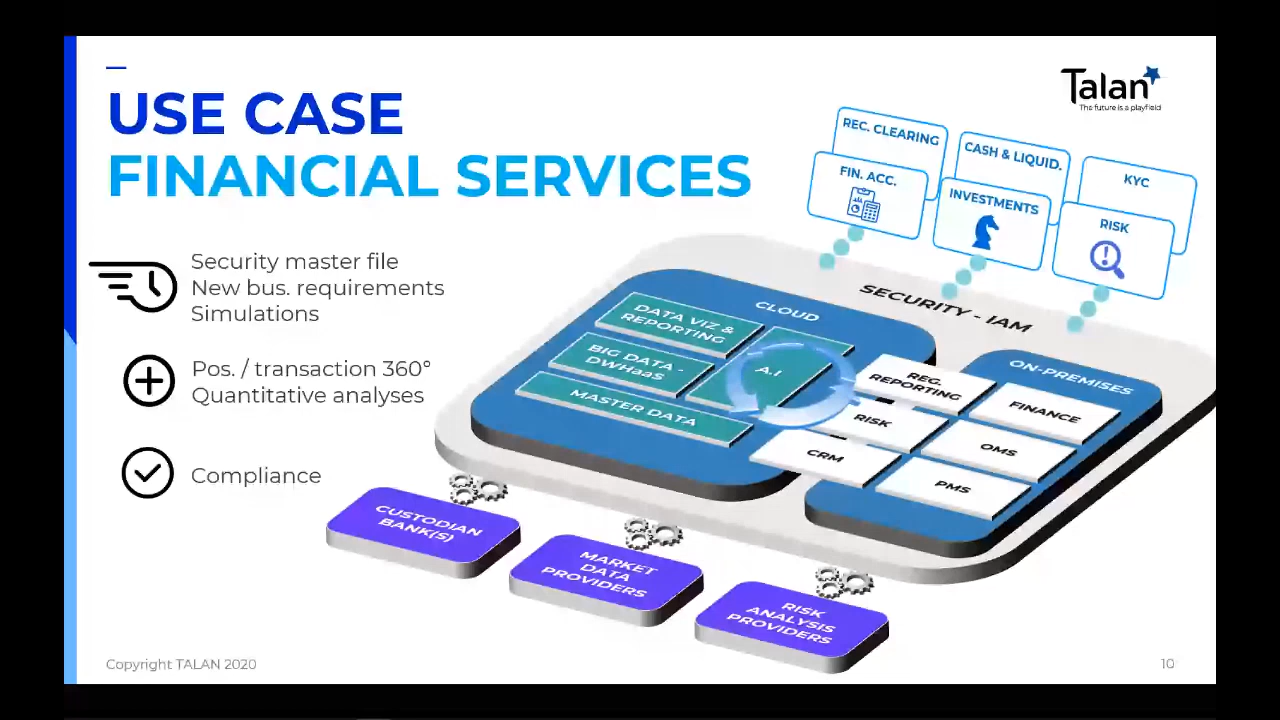 USE CASE
FINANCIAL SERVICES
Talan
The future is a playfield
Security master file
New bus. requirements
Simulations
Pos. / transaction 360°
Quantitative analyses
Compliance
REC. CLEARING
FIN. ACC.
CASH & LIQUID.
INVESTMENTS
KYC
RISK
SECURITY - IAM
CLOUD
DATA VIZ &
REPORTING
BIG DATA -
DWHaaS
A.I
MASTER DATA
ON-PREMISES
REG.
REPORTING
FINANCE
RISK
OMS
CRM
PMS
CUSTODIAN
BANK(S)
MARKET
DATA
PROVIDERS
RISK
ANALYSIS
PROVIDERS
Copyright TALAN 2020
10